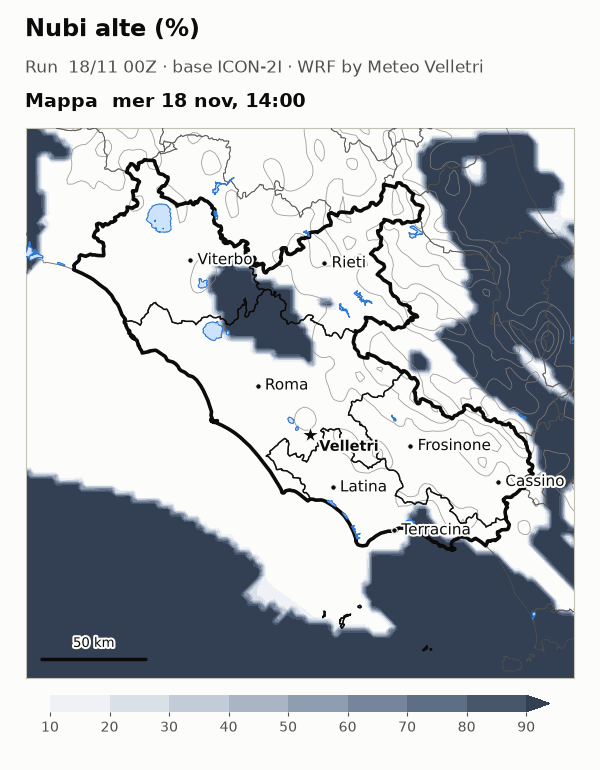 Nubi alte (%)
Run 18/11 00Z · base ICON-2I · WRF by Meteo Velletri
Mappa mer 18 nov, 14:00
Viterbo
Rieti
Roma
Velletri
Frosinone
Cassino
Latina
Terracina
50 km
10 20 30 40 50 60 70 80 90